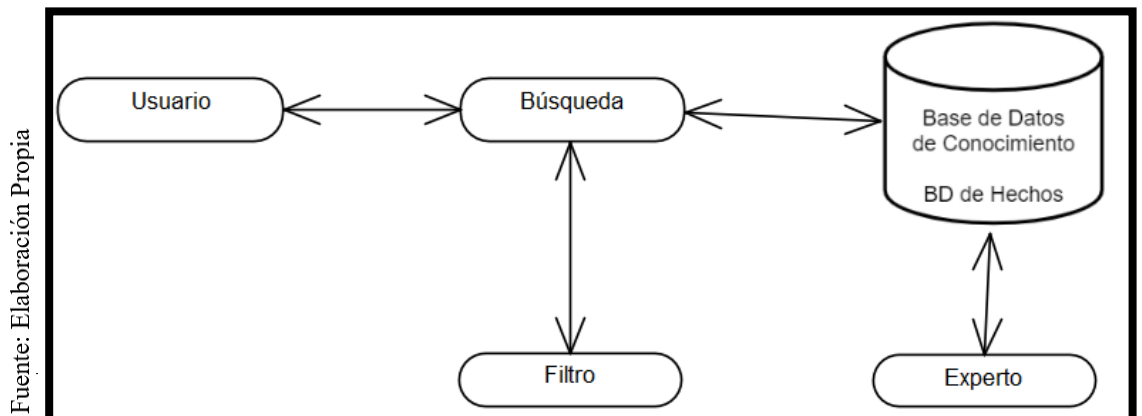 Fuente: Elaboración Propia
Usuario
Búsqueda
Base de Datos
de Conocimiento
BD de Hechos
Filtro
Experto